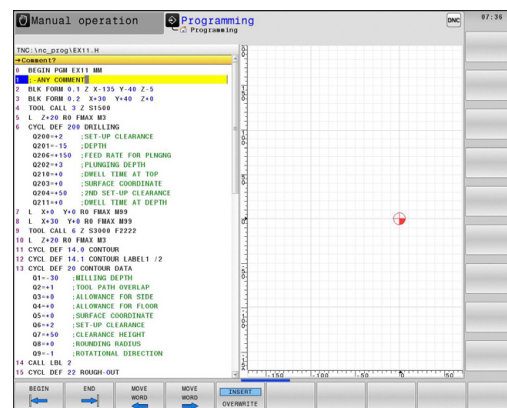 Manual operation
Programming
Programming
DNC
07:36
TNC:\nc_prog\EX11.H
→Comment?
0 BEGIN PGM EX11 MM
1 ;-ANY COMMENT
2 BLK FORM 0.1 Z X-135 Y-40 Z-5
3 BLK FORM 0.2 X+30 Y+40 Z+0
4 TOOL CALL 3 Z S1500
5 L Z+20 R0 FMAX M3
6 CYCL DEF 200 DRILLING
Q200=+2 ;SET-UP CLEARANCE
Q201=-15 ;DEPTH
Q206=+150 ;FEED RATE FOR PLNGNG
Q202=+3 ;PLUNGING DEPTH
Q210=+0 ;DWELL TIME AT TOP
Q203=+0 ;SURFACE COORDINATE
Q204=+50 ;2ND SET-UP CLEARANCE
Q211=+0 ;DWELL TIME AT DEPTH
7 L X+0 Y+0 R0 FMAX M99
8 L X+30 Y+0 R0 FMAX M99
9 TOOL CALL 6 Z S3000 F2222
10 L Z+20 R0 FMAX M3
11 CYCL DEF 14.0 CONTOUR
12 CYCL DEF 14.1 CONTOUR LABEL1 /2
13 CYCL DEF 20 CONTOUR DATA
Q1=-30 ;MILLING DEPTH
Q2=+1 ;TOOL PATH OVERLAP
Q3=+0 ;ALLOWANCE FOR SIDE
Q4=+0 ;ALLOWANCE FOR FLOOR
Q5=+0 ;SURFACE COORDINATE
Q6=+2 ;SET-UP CLEARANCE
Q7=+50 ;CLEARANCE HEIGHT
Q8=+0 ;ROUNDING RADIUS
Q9=-1 ;ROTATIONAL DIRECTION
14 CALL LBL 2
15 CYCL DEF 22 ROUGH-OUT
-150 -100 -50 0 50
BEGIN
END
MOVE
WORD
MOVE
WORD
INSERT
OVERWRITE